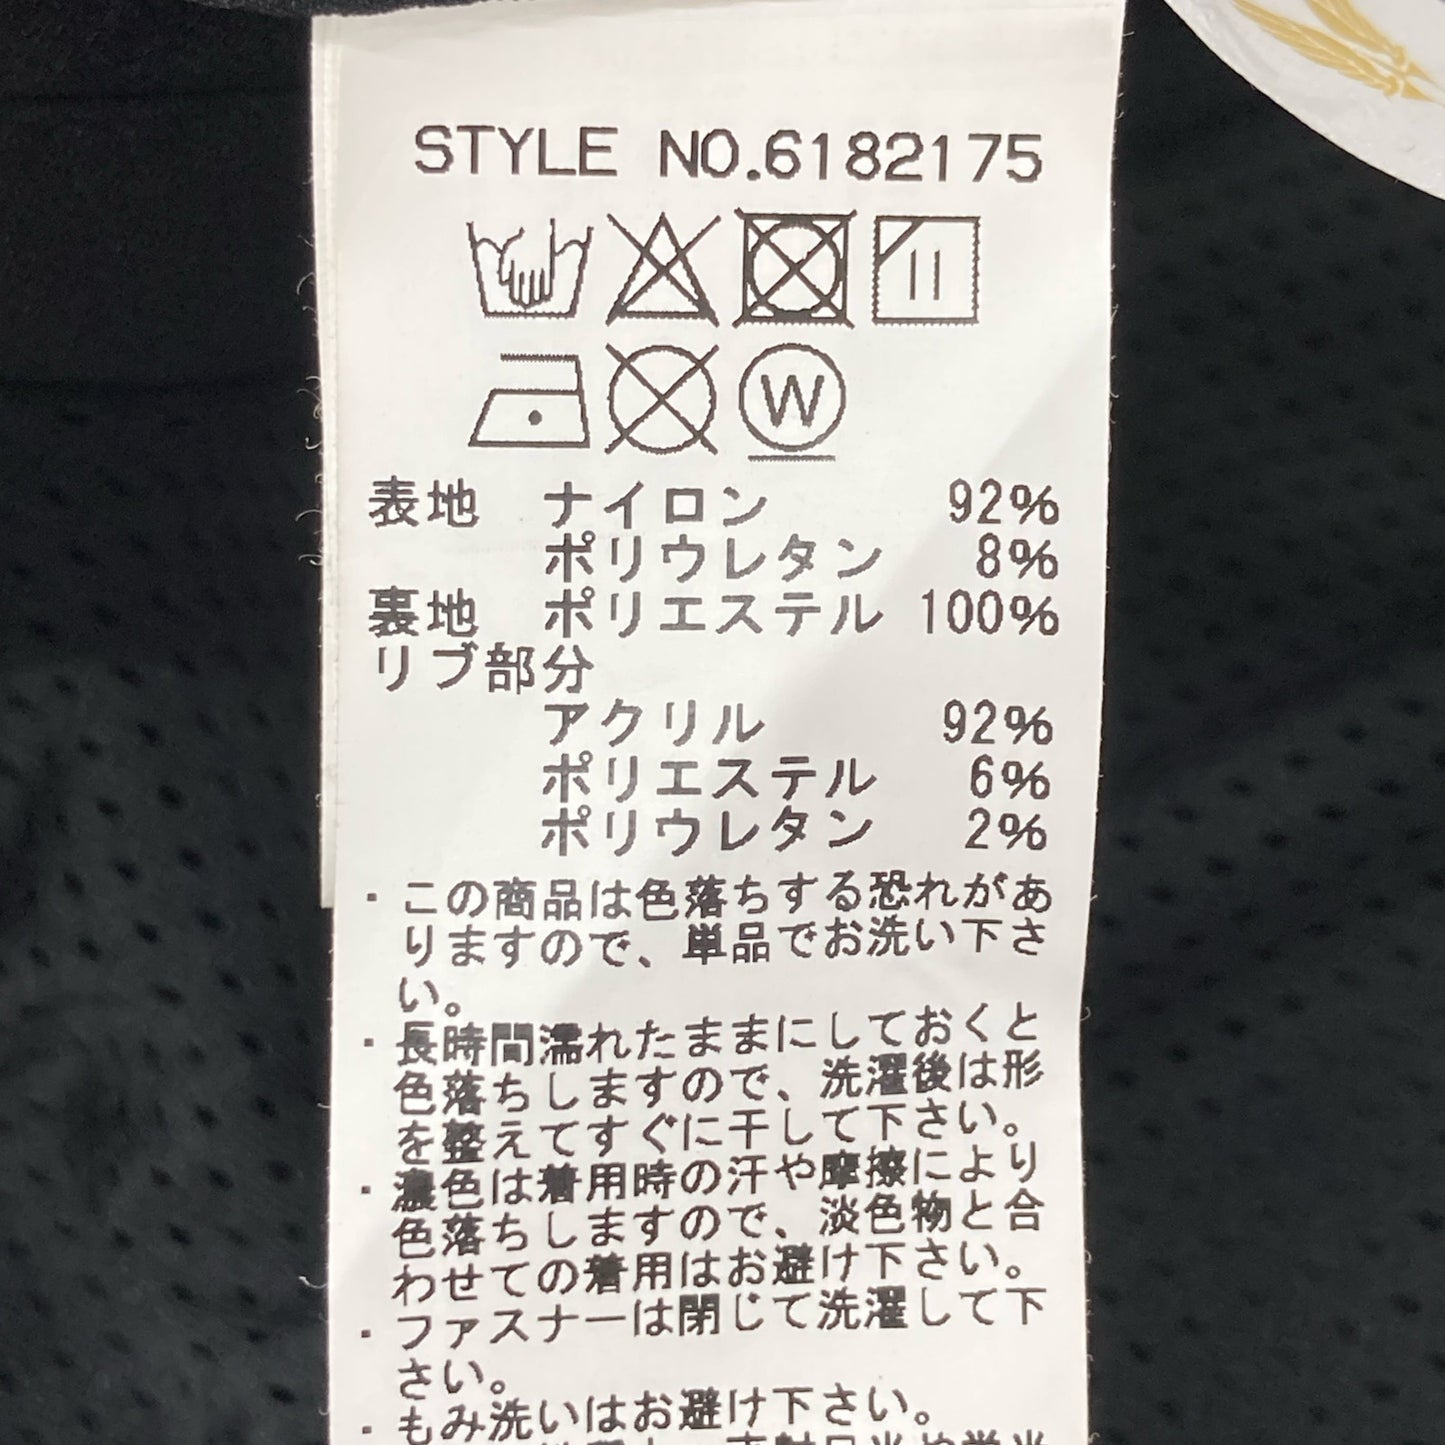 STYLE NO.6182175
W
表地 ナイロン 92%
ポリウレタン 8%
裏地 ポリエステル 100%
リブ部分
アクリル 92%
ポリエステル 6%
ポリウレタン 2%
・この商品は色落ちする恐れがあ
りますので、単品でお洗い下さ
い。
・長時間濡れたままにしておくと
色落ちしますので、洗濯後は形
を整えてすぐに干して下さい。
・濃色は着用時の汗や摩擦により
色落ちしますので、淡色物と合
わせての着用はお避け下さい。
・ファスナーは閉じて洗濯して下
さい。
・もみ洗いはお避け下さい。